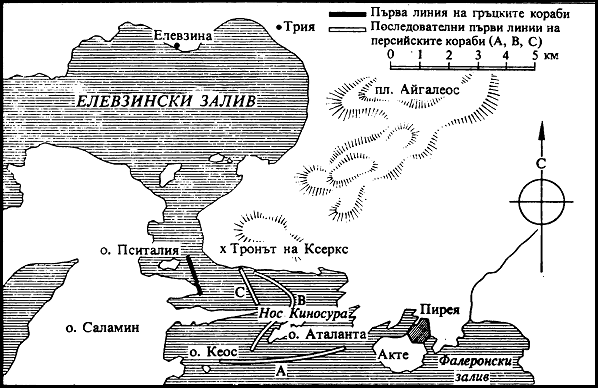 Първа линия на гръцките кораби
Последователни първи линии на
персийските кораби (А, В, С)
0 1 2 3 4 5 км
Трия
Елевзина
ЕЛЕВЗИНСКИ ЗАЛИВ
пл. Айгалеос
С
о. Пситалия
х Тронът на Ксеркс
С
В
Нос Киносура
о. Саламин
о. Аталанта
Пирея
о. Кеос
Акте
А
Фалеронски
залив